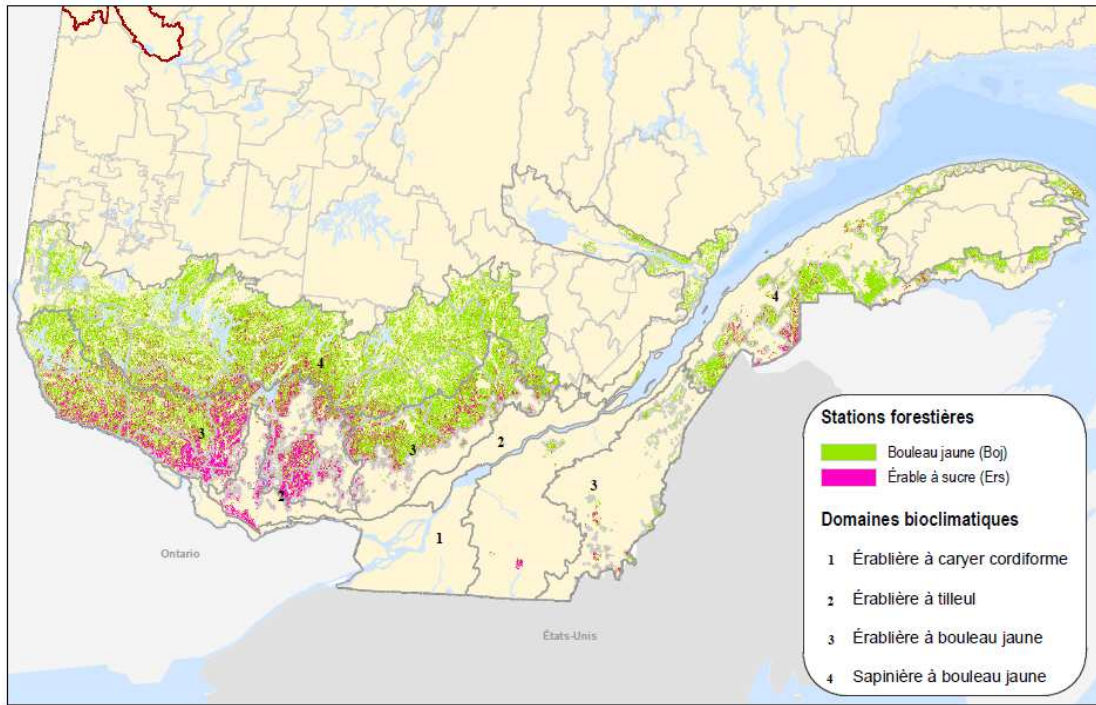 4
4
3
3
2
2
3
1
Ontario
États-Unis
Stations forestières
Bouleau jaune (Boj)
Érable à sucre (Ers)
Domaines bioclimatiques
1 Érablière à caryer cordiforme
2 Érablière à tilleul
3 Érablière à bouleau jaune
4 Sapinière à bouleau jaune